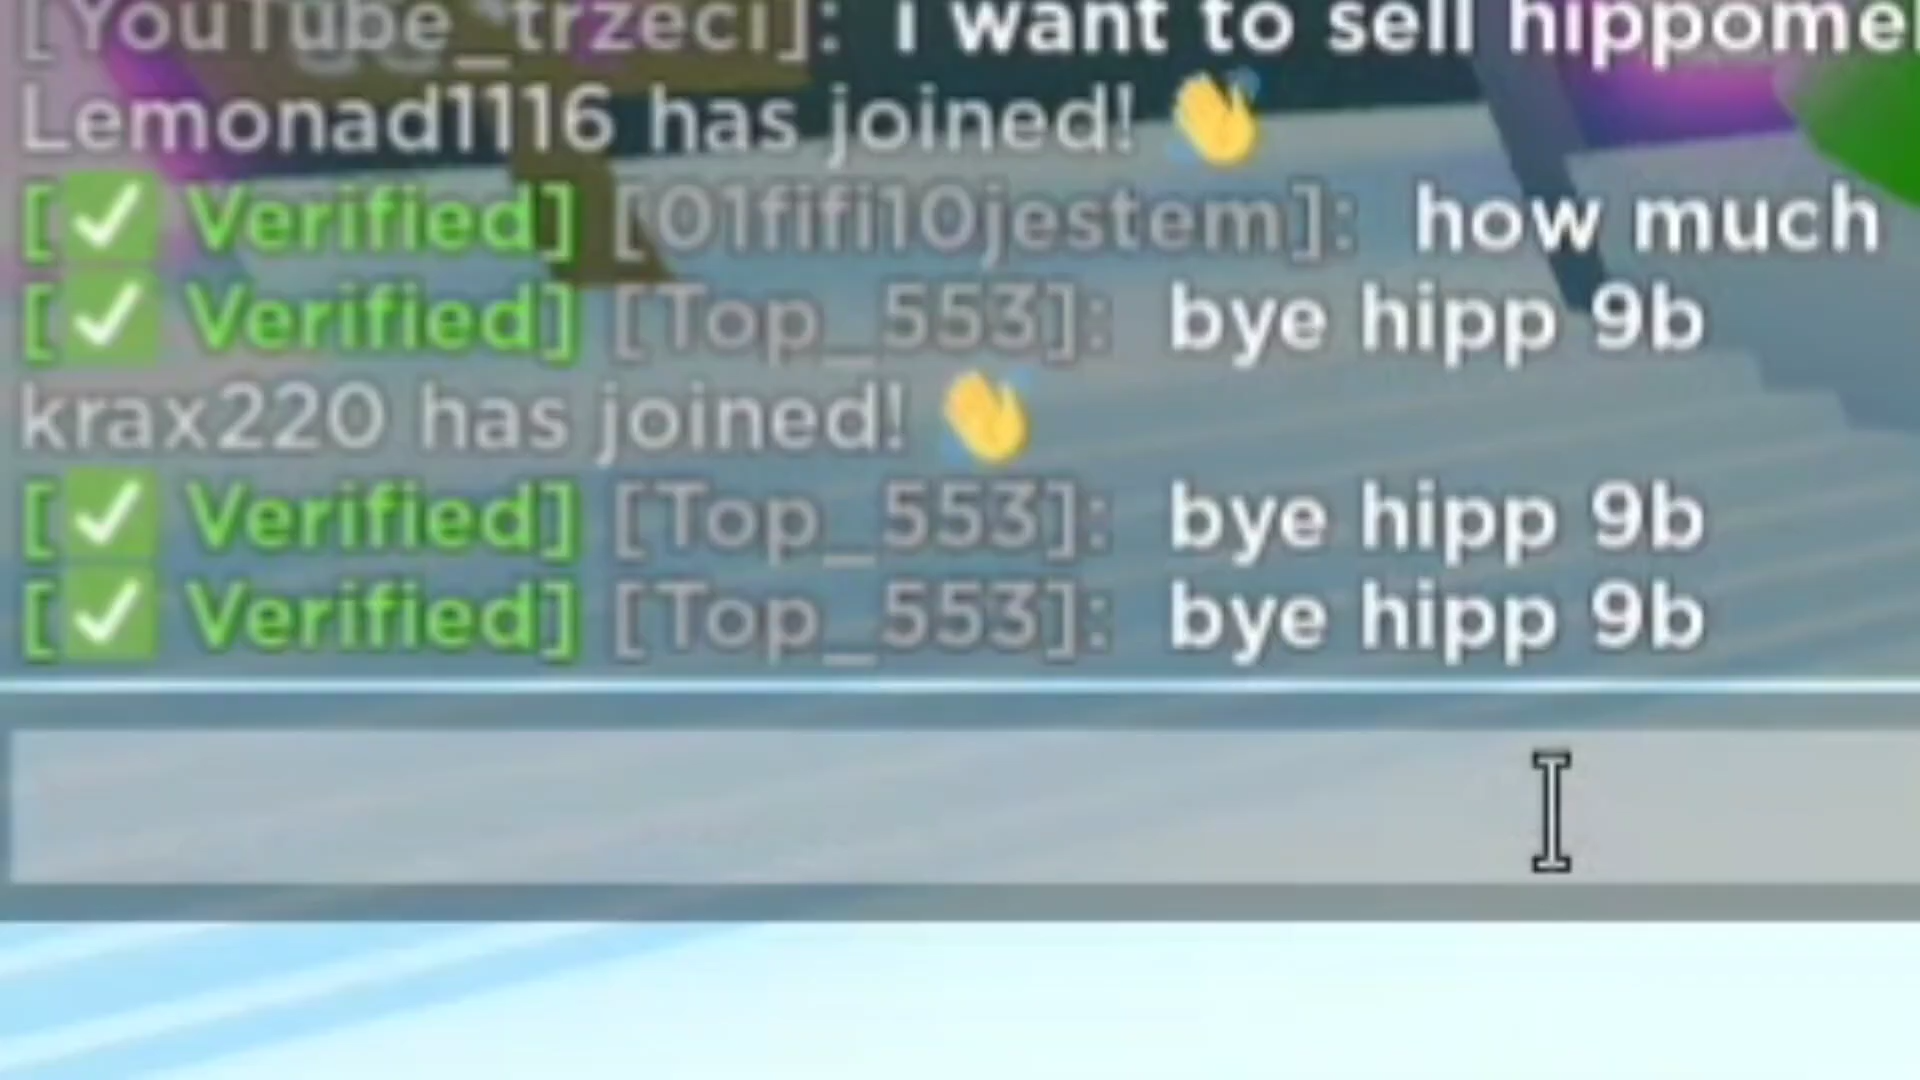 [YouTube_trzeci]: i want to sell
Lemonad1116 has joined! 👋
[✅ Verified] [01fifi10jestem]: how much
[✅ Verified] [Top_553]: bye hipp 9b
krax220 has joined! 👋
[✅ Verified] [Top_553]: bye hipp 9b
[✅ Verified] [Top_553]: bye hipp 9b